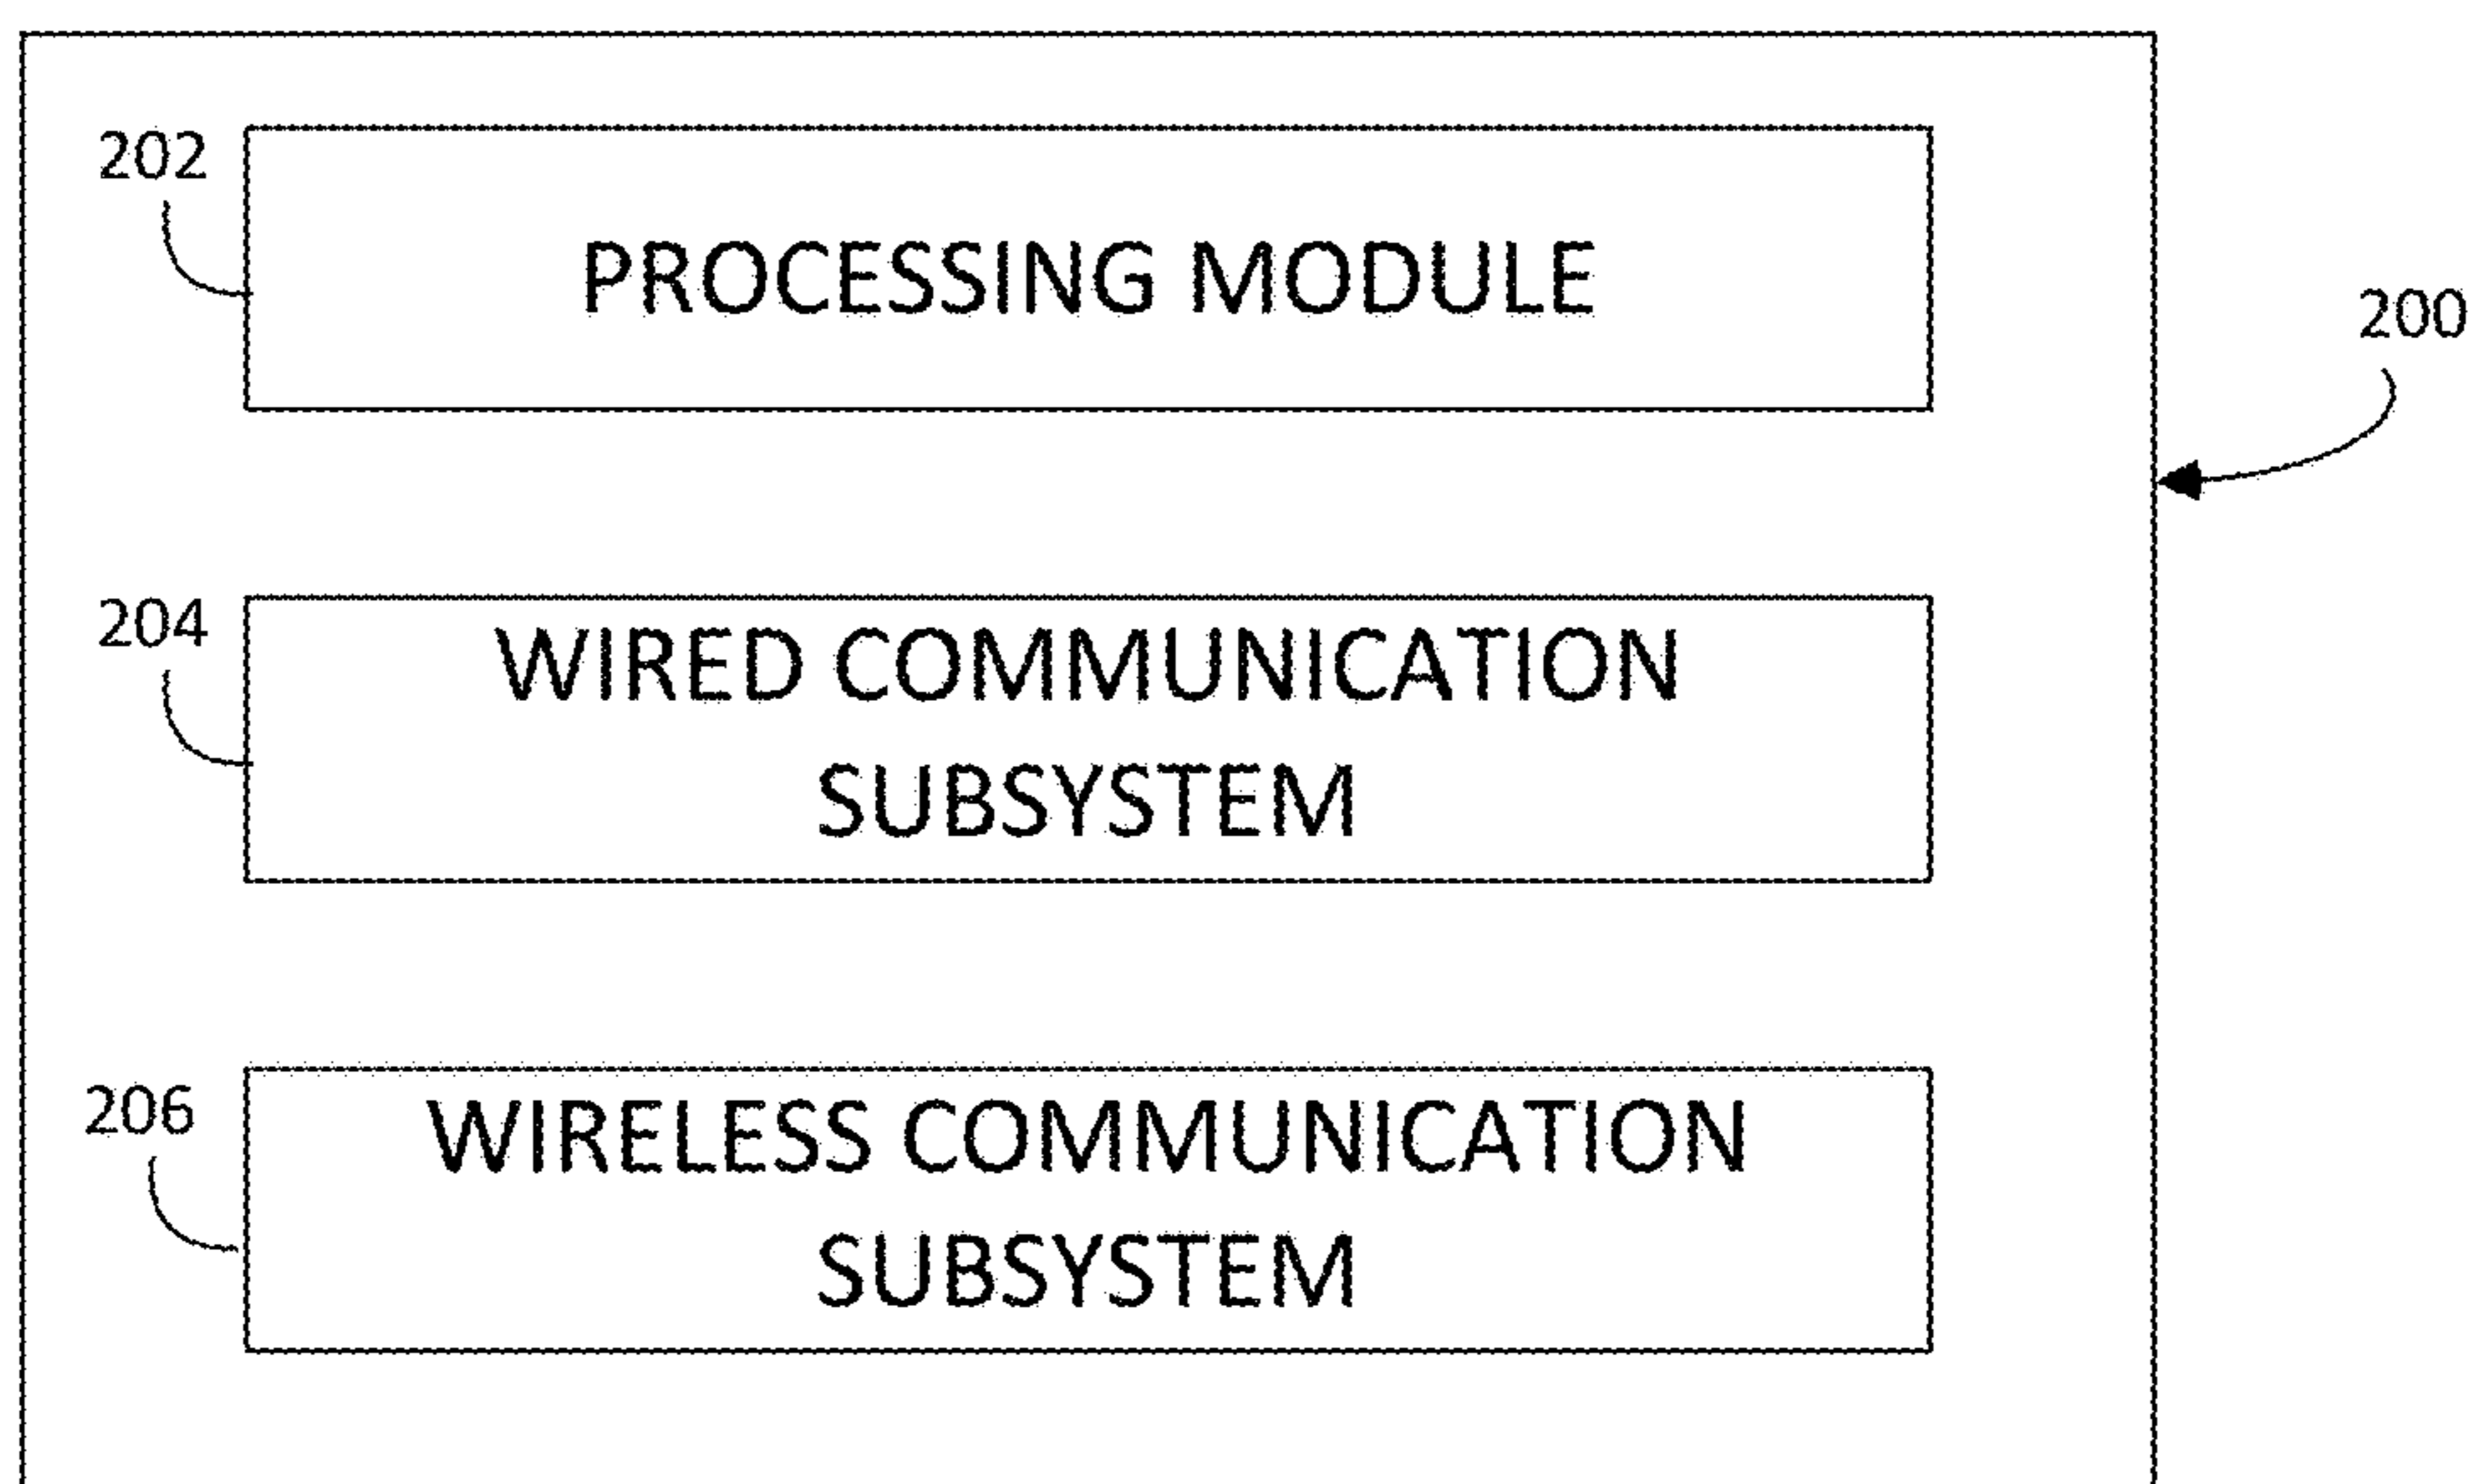 202
PROCESSING MODULE
200
204
WIRED COMMUNICATION
SUBSYSTEM
206
WIRELESS COMMUNICATION
SUBSYSTEM